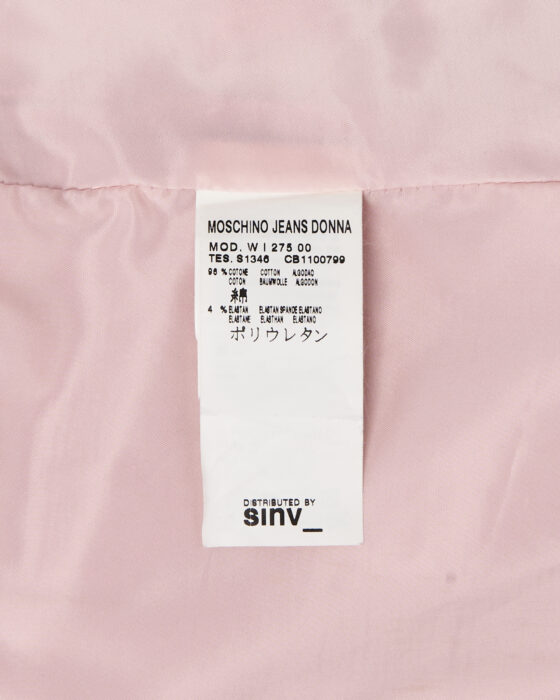 MOSCHINO JEANS DONNA
MOD. W I 275 00
TES. S1346 CB1100799
96 % COTONE COTTON ALGODAO
COTON BAUMWOLLE ALGODON
綿
4 % ELASTAN ELASTAN SPANDE ELASTANO
ELASTANE ELASTHAN ELASTANO
ポリウレタン
DISTRIBUTED BY
sinv_